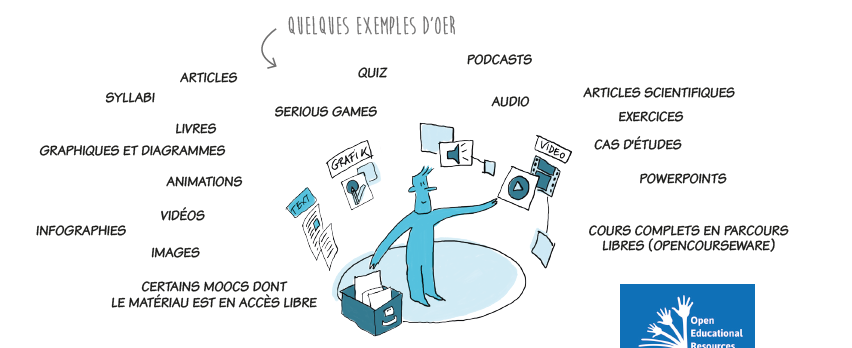 QUELQUES EXEMPLES D'OER
PODCASTS
QUIZ
ARTICLES
ARTICLES SCIENTIFIQUES
SYLLABI
AUDIO
SERIOUS GAMES
EXERCICES
LIVRES
CAS D'ÉTUDES
GRAPHIQUES ET DIAGRAMMES
VIDEO
GRAFIK
ANIMATIONS
POWERPOINTS
TEXT
VIDÉOS
INFOGRAPHIES
COURS COMPLETS EN PARCOURS
LIBRES (OPENCOURSEWARE)
IMAGES
CERTAINS MOOCS DONT
LE MATÉRIAU EST EN ACCÈS LIBRE
Open
Educational
Resources